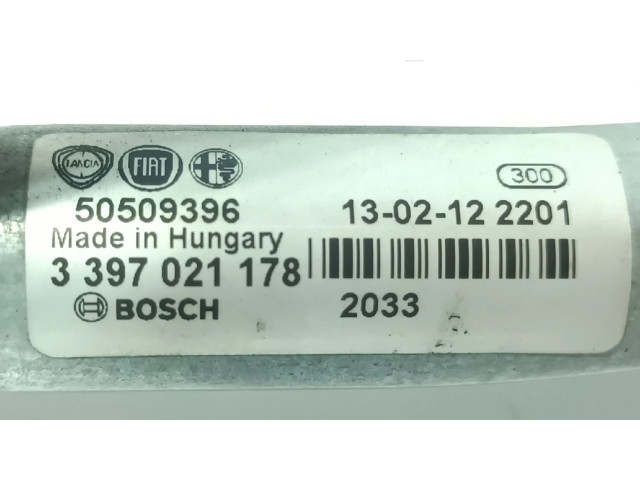 LANCIA FIAT
300
50509396 13-02-12 2201
Made in Hungary
3 397 021 178
BOSCH 2033